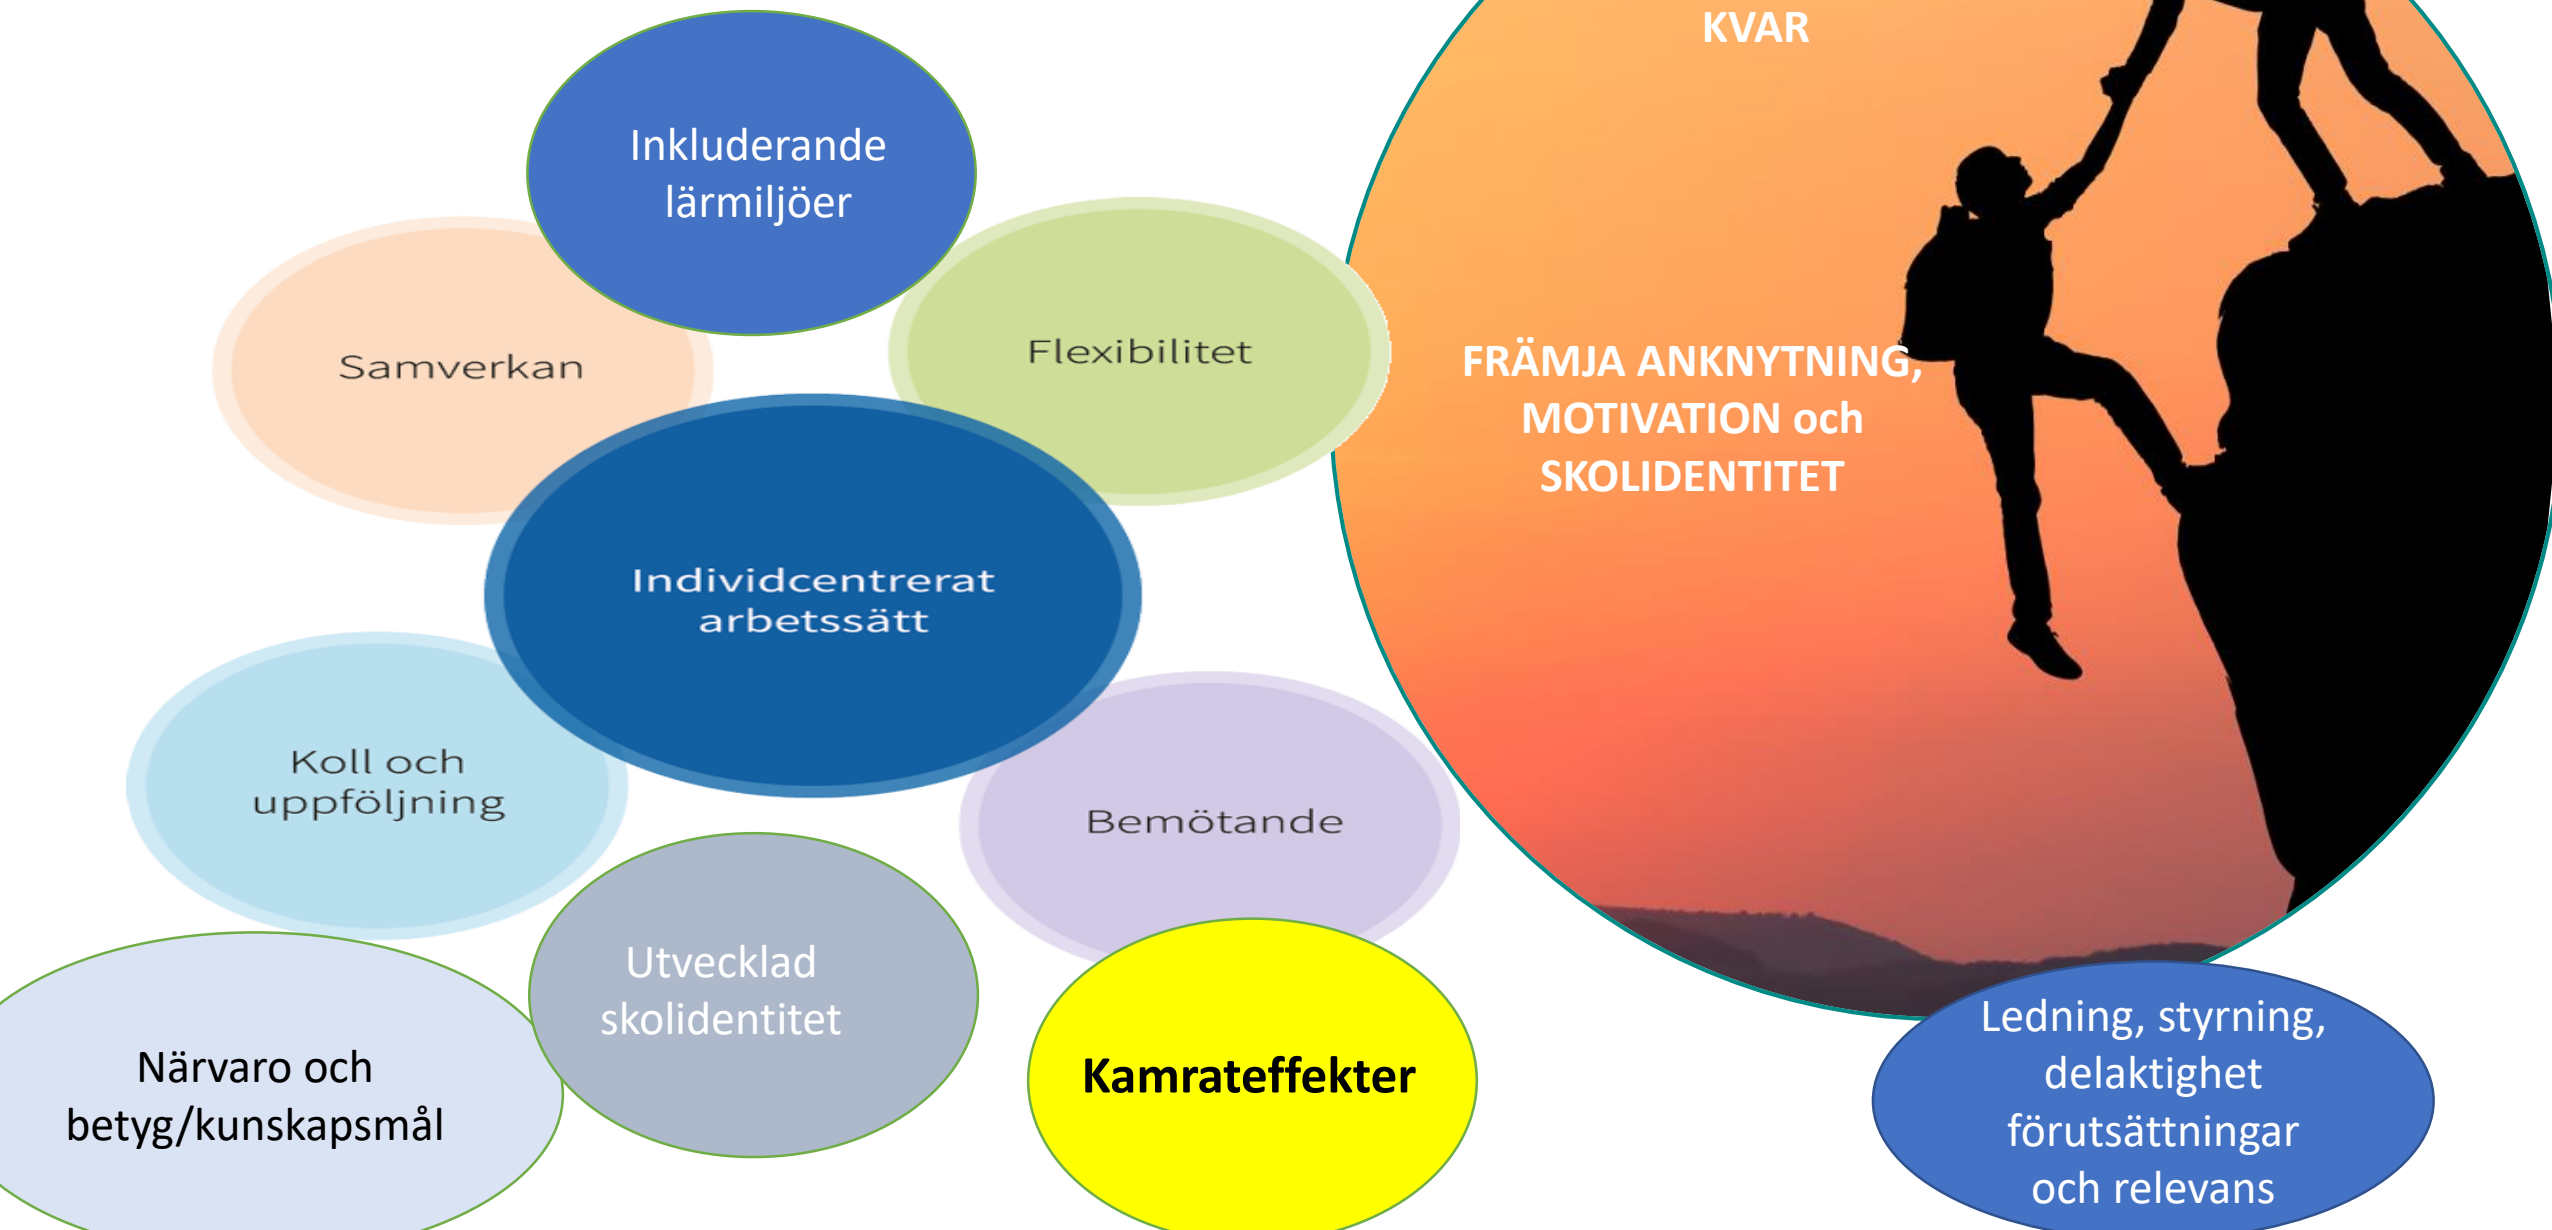 KVAR
Inkluderande
lärmiljöer
Samverkan
Flexibilitet
FRÄMJA ANKNYTNING,
MOTIVATION och
SKOLIDENTITET
Individcentrerat
arbetssätt
Koll och
uppföljning
Bemötande
Utvecklad
skolidentitet
Närvaro och
betyg/kunskapsmål
Kamrateffekter
Ledning, styrning,
delaktighet
förutsättningar
och relevans